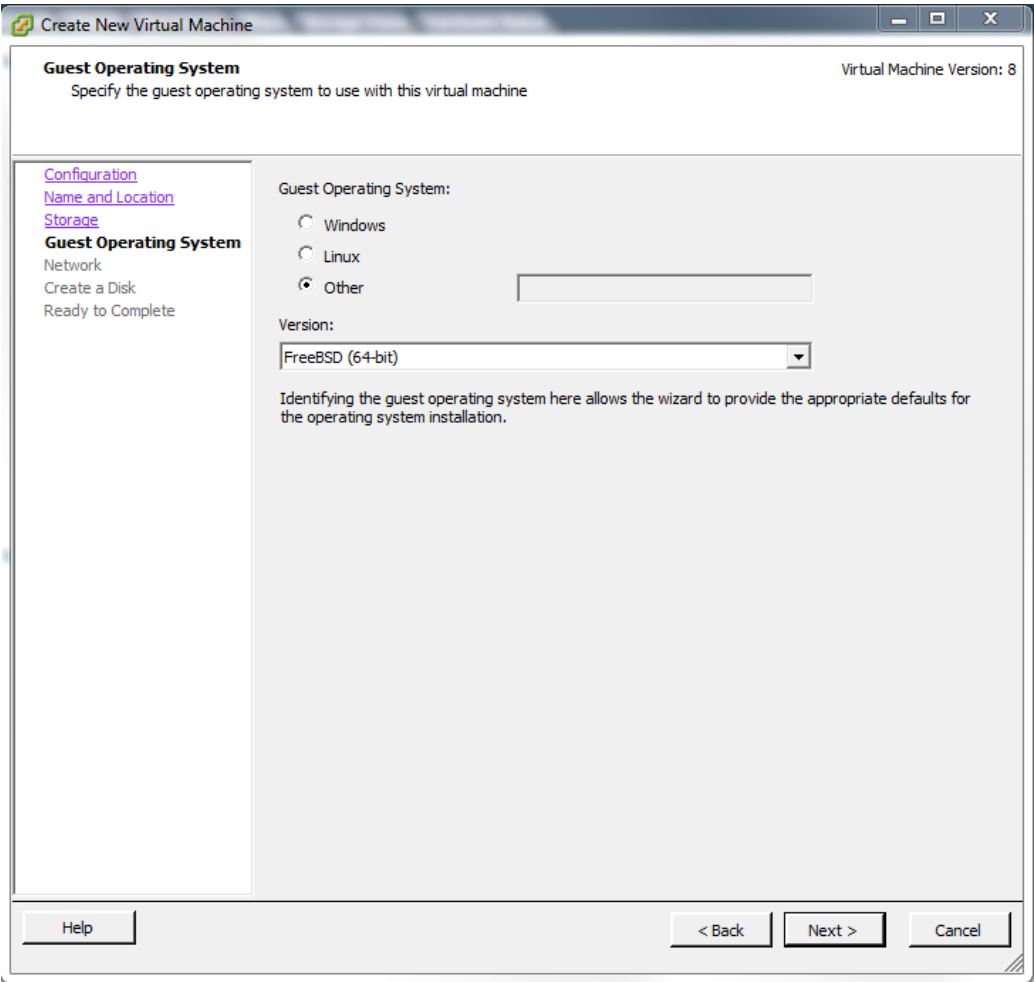 Create New Virtual Machine
Guest Operating System
Virtual Machine Version: 8
Specify the guest operating system to use with this virtual machine
Configuration
Name and Location
Storage
Guest Operating System
Network
Create a Disk
Ready to Complete
Guest Operating System:
Windows
Linux
Other
Version:
FreeBSD (64-bit)
Identifying the guest operating system here allows the wizard to provide the appropriate defaults for
the operating system installation.
Help
< Back
Next >
Cancel